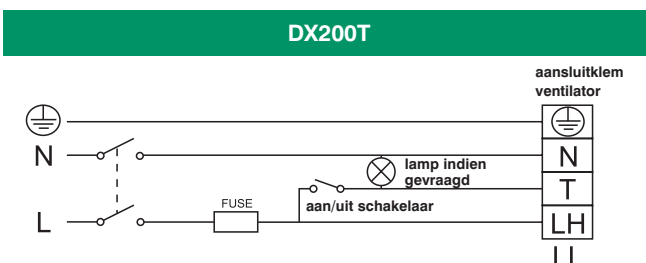 DX200T
aansluitklem
ventilator
N
N
lamp indien
gevraagd
T
aan/uit schakelaar
FUSE
L
LH